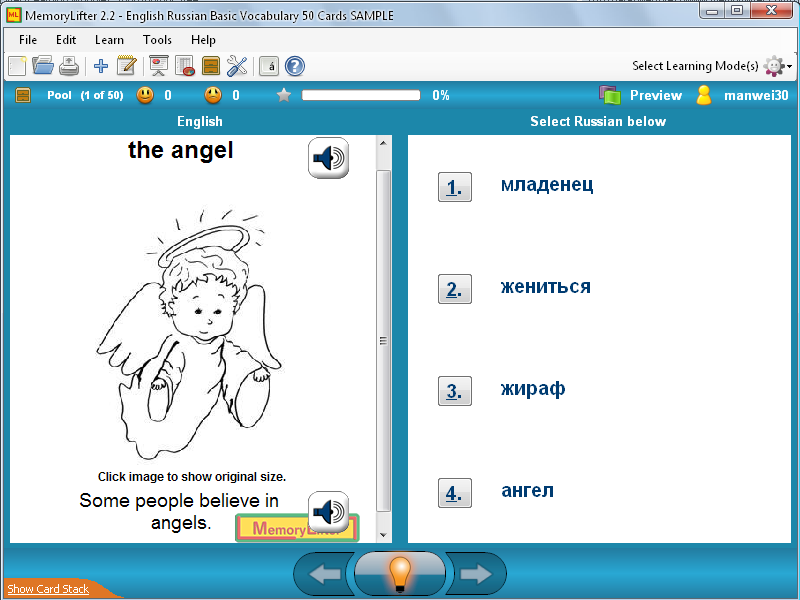 MemoryLifter 2.2 - English Russian Basic Vocabulary 50 Cards SAMPLE
File Edit Learn Tools Help
á ? Select Learning Mode(s)
Pool (1 of 50) 0 0 0% Preview manwei30
English
Select Russian below
the angel
1. младенец
2. жениться
3. жираф
4. ангел
Click image to show original size.
Some people believe in
angels.
MemoryLifter
Show Card Stack